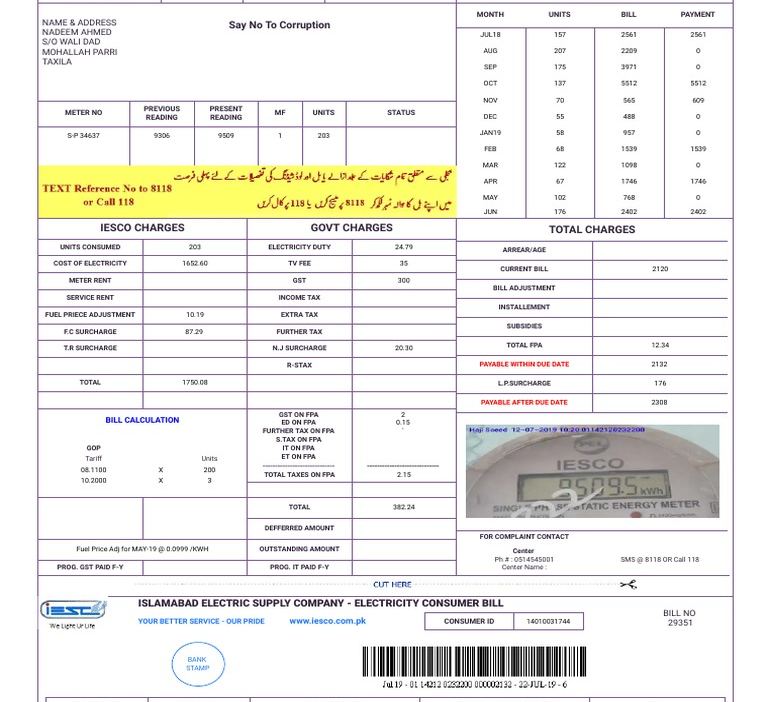 NAME & ADDRESS
NADEEM AHMED
S/O WALI DAD
MOHALLAH PARRI
TAXILA
Say No To Corruption
MONTH UNITS BILL PAYMENT
JUL18 157 2561 2561
AUG 207 2209 0
SEP 175 3971 0
OCT 137 5512 5512
NOV 70 565 609
DEC 55 488 0
JAN19 58 957 0
FEB 68 1539 1539
MAR 122 1098 0
APR 67 1746 1746
MAY 102 768 0
JUN 176 2402 2402
METER NO PREVIOUS READING PRESENT READING MF UNITS STATUS
S-P 34637 9306 9509 1 203
بجلی سے متعلق تمام شکایات کے جلد ازالے یا بل اور لوڈشیڈنگ کی تفصیلات کے لئے پہلی فرصت
میں اپنے بل کا حوالہ نمبر لکھ کر 8118 پر میسج کریں یا 118 پر کال کریں
TEXT Reference No to 8118
or Call 118
IESCO CHARGES GOVT CHARGES TOTAL CHARGES
UNITS CONSUMED 203 ELECTRICITY DUTY 24.79
COST OF ELECTRICITY 1652.60 TV FEE 35
METER RENT GST 300
SERVICE RENT INCOME TAX
FUEL PRIECE ADJUSTMENT 10.19 EXTRA TAX
F.C SURCHARGE 87.29 FURTHER TAX
T.R SURCHARGE N.J SURCHARGE 20.30
R-STAX
TOTAL 1750.08
ARREAR/AGE
CURRENT BILL 2120
BILL ADJUSTMENT
INSTALLEMENT
SUBSIDIES
TOTAL FPA 12.34
PAYABLE WITHIN DUE DATE 2132
L.P.SURCHARGE 176
PAYABLE AFTER DUE DATE 2308
BILL CALCULATION
GOP
Tariff Units
08.1100 X 200
10.2000 X 3
GST ON FPA 2
ED ON FPA 0.15
FURTHER TAX ON FPA
S.TAX ON FPA
IT ON FPA
ET ON FPA
TOTAL TAXES ON FPA 2.15
TOTAL 382.24
DEFFERED AMOUNT
Fuel Price Adj for MAY-19 @ 0.0999 /KWH OUTSTANDING AMOUNT
PROG. GST PAID F-Y PROG. IT PAID F-Y
Haji Saeed 12-07-2019 10:20 01142120232200
PEL
IESCO
9509.5 kWh
SINGLE PHASE STATIC ENERGY METER
FOR COMPLAINT CONTACT
Center
Ph # : 0514545001 SMS @ 8118 OR Call 118
Center Name :
CUT HERE
IESCO
We Light Ur Life
ISLAMABAD ELECTRIC SUPPLY COMPANY - ELECTRICITY CONSUMER BILL
YOUR BETTER SERVICE - OUR PRIDE www.iesco.com.pk CONSUMER ID 14010031744
BILL NO
29351
BANK
STAMP
Jul 19 - 01 14212 0232200 000002132 - 22-JUL-19 - 6